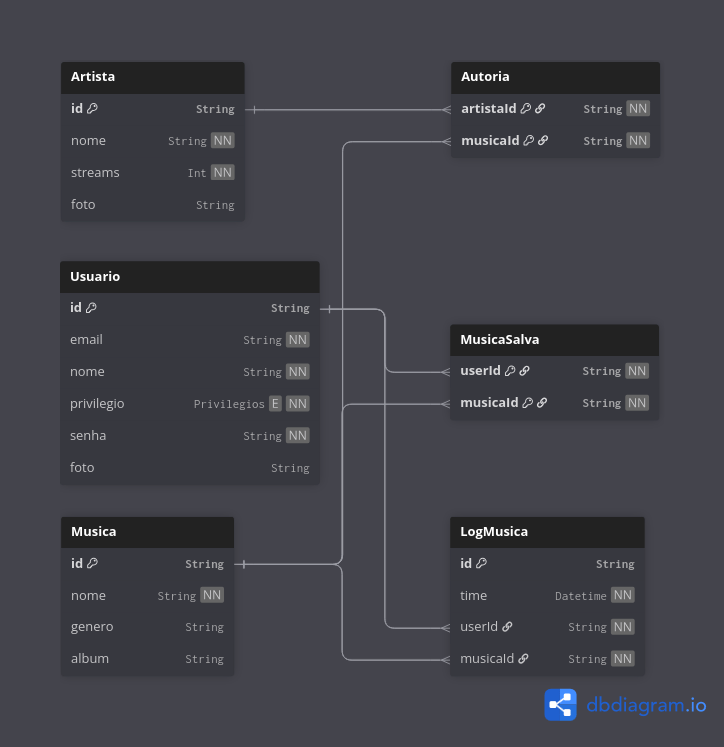 Artista
id String
nome String NN
streams Int NN
foto String
Autoria
artistaId String NN
musicaId String NN
Usuario
id String
email String NN
nome String NN
privilegio Privilegios E NN
senha String NN
foto String
MusicaSalva
userId String NN
musicaId String NN
Musica
id String
nome String NN
genero String
album String
LogMusica
id String
time Datetime NN
userId String NN
musicaId String NN
dbdiagram.io